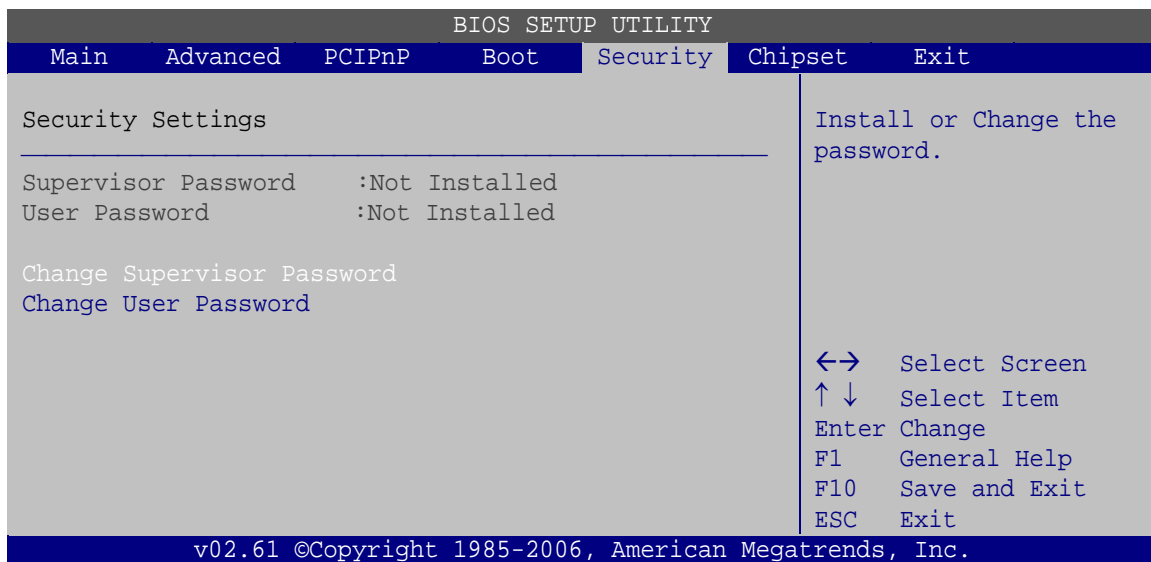 BIOS SETUP UTILITY
Main Advanced PCIPnP Boot Security Chipset Exit
Security Settings
Supervisor Password :Not Installed
User Password :Not Installed
Change Supervisor Password
Change User Password
Install or Change the
password.
←→ Select Screen
↑ ↓ Select Item
Enter Change
F1 General Help
F10 Save and Exit
ESC Exit
v02.61 ©Copyright 1985-2006, American Megatrends, Inc.